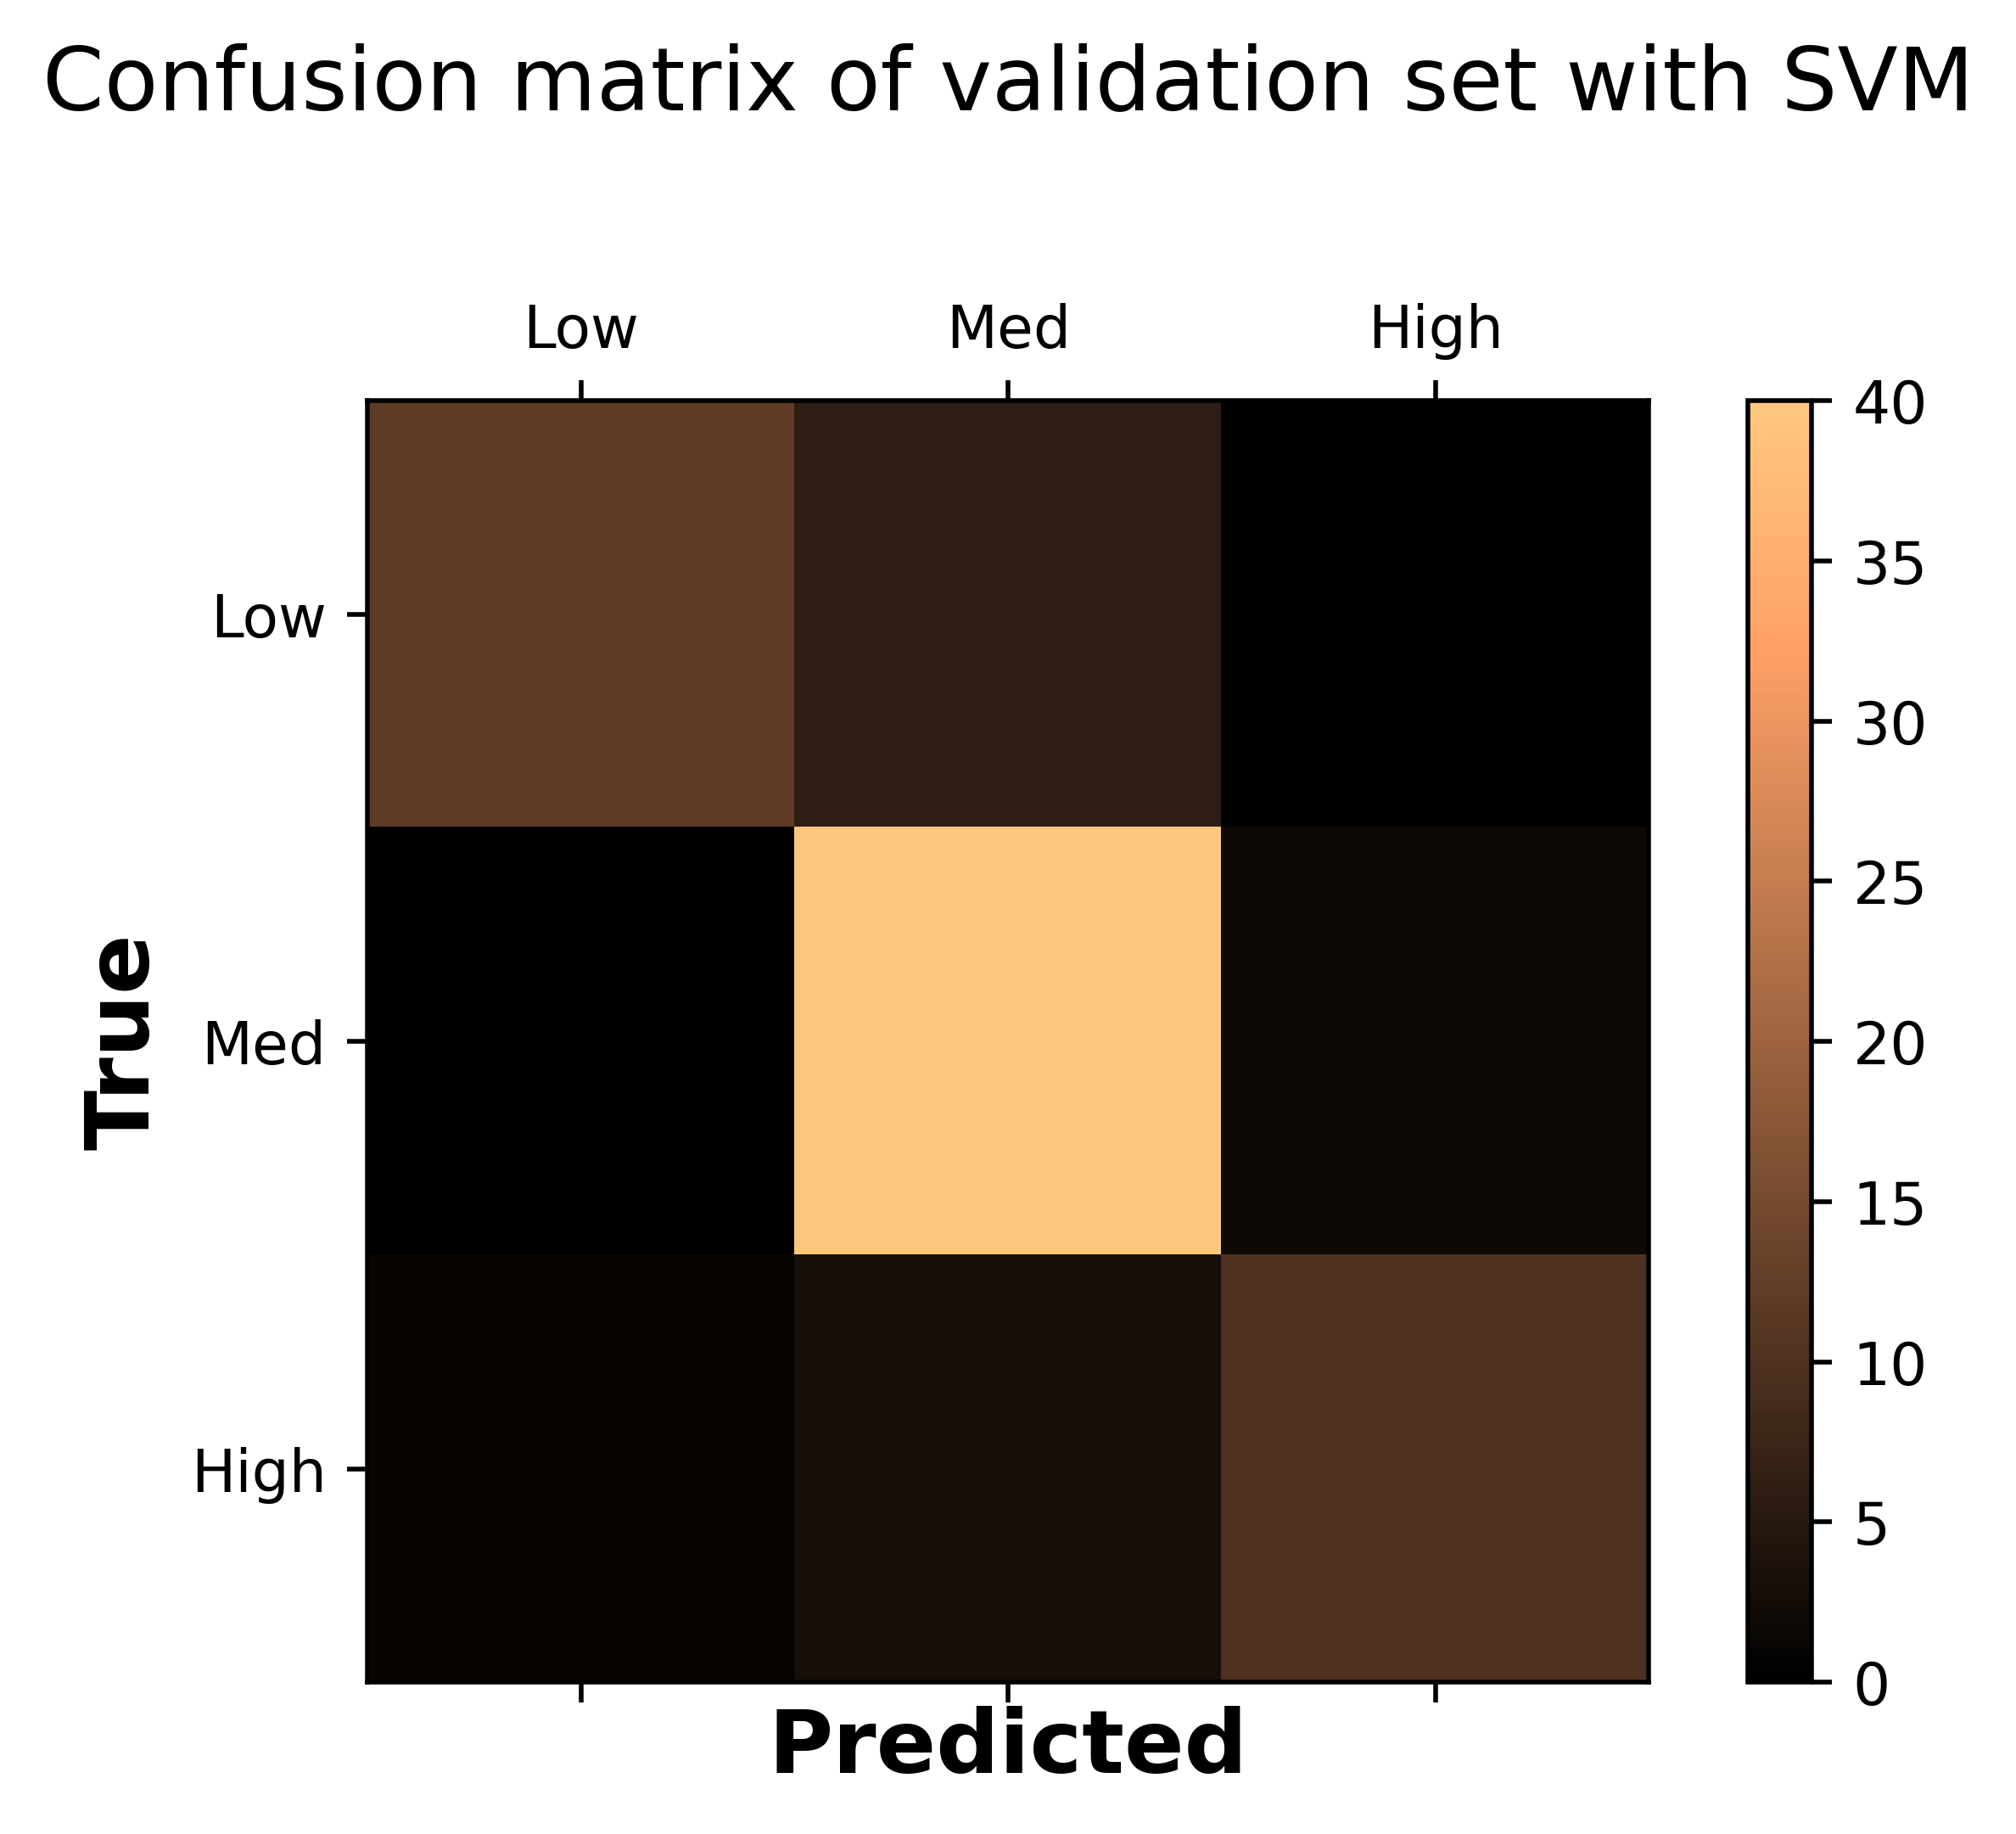 Confusion matrix of validation set with SVM
Low Med High
40
35
Low
30
25
True
Med
20
15
10
High
5
0
Predicted